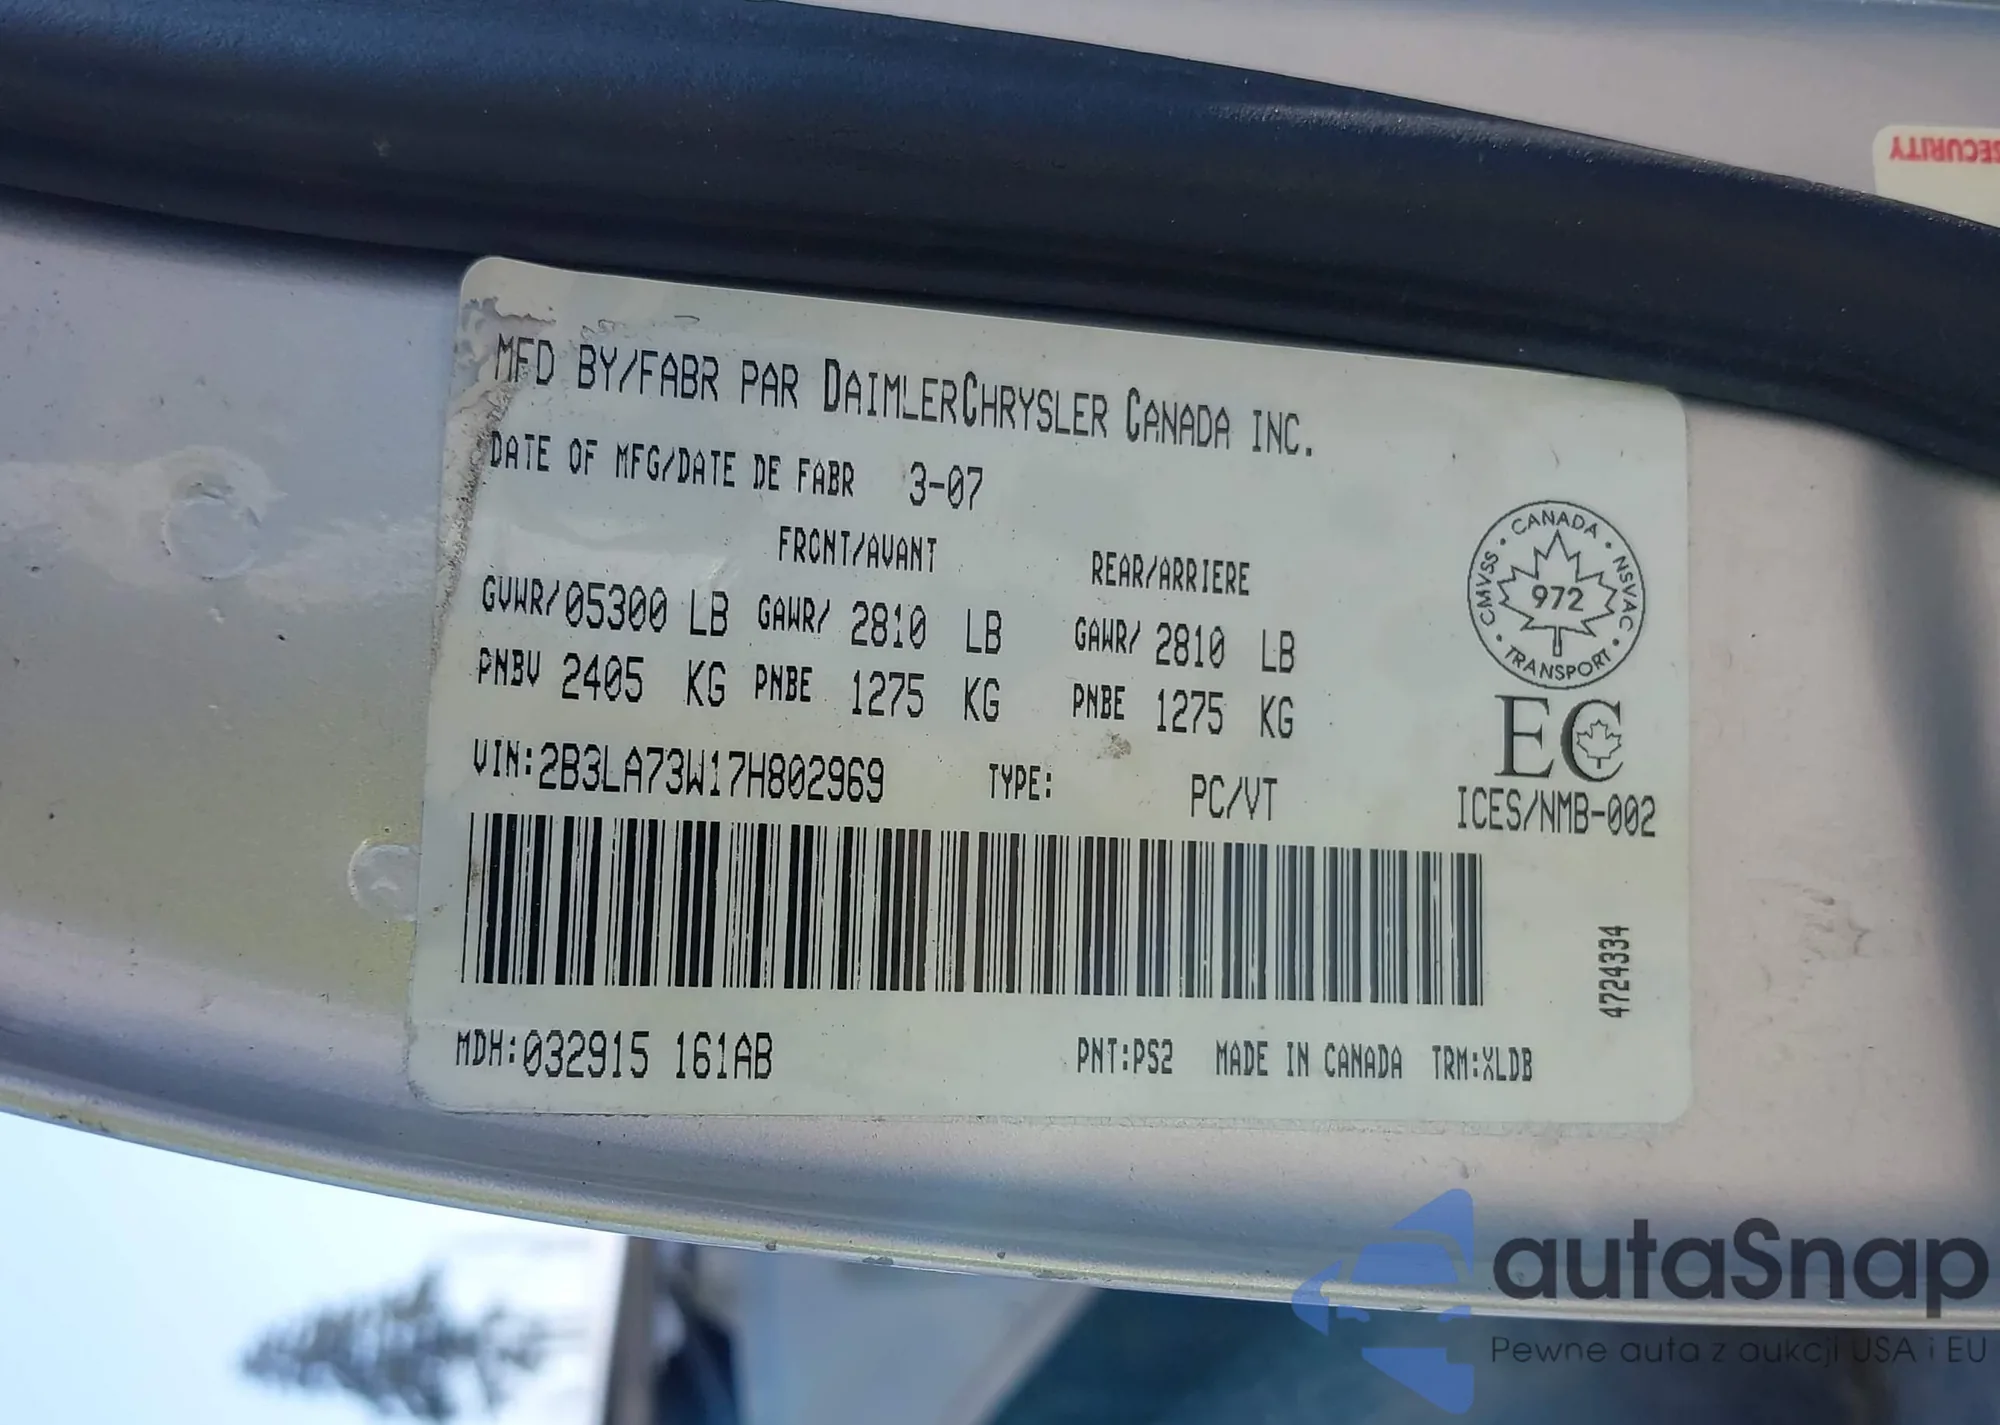 SECURITY
MFD BY/FABR PAR DAIMLERCHRYSLER CANADA INC.
DATE OF MFG/DATE DE FABR 3-07
FRONT/AVANT REAR/ARRIERE
GVWR/05300 LB GAWR/ 2810 LB GAWR/ 2810 LB
PNBV 2405 KG PNBE 1275 KG PNBE 1275 KG
VIN:2B3LA73W17H802969 TYPE: PC/VT
CANADA • NSVAC • TRANSPORT • CMVSS •
972
EC
ICES/NMB-002
4724334
MDH:032915 161AB PNT:PS2 MADE IN CANADA TRM:XLDB
autaSnap
Pewne auta z aukcji USA i EU